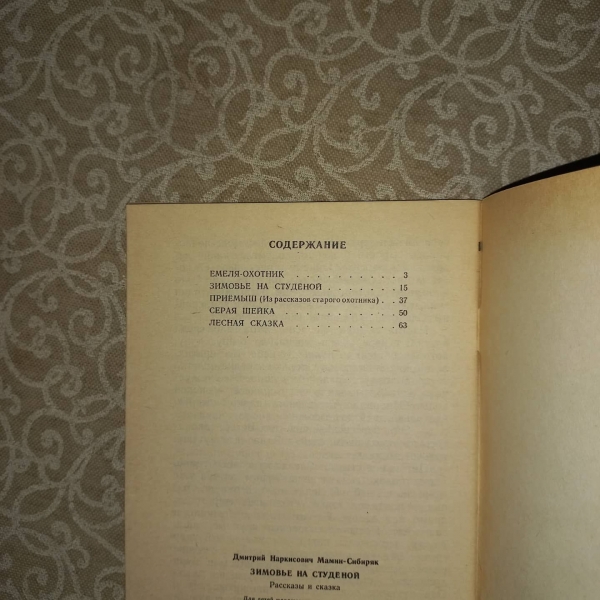 СОДЕРЖАНИЕ
ЕМЕЛЯ-ОХОТНИК . . . . . . . . . . 3
ЗИМОВЬЕ НА СТУДЕНОЙ . . . . . . . 15
ПРИЕМЫШ (Из рассказов старого охотника) . . 37
СЕРАЯ ШЕЙКА . . . . . . . . . . . 50
ЛЕСНАЯ СКАЗКА . . . . . . . . . . 63
Дмитрий Наркисович Мамин-Сибиряк
ЗИМОВЬЕ НА СТУДЕНОЙ
Рассказы и сказка
Для